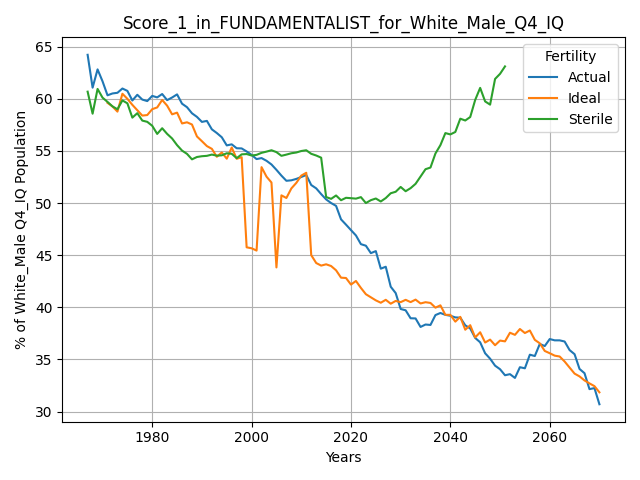 Score_1_in_FUNDAMENTALIST_for_White_Male_Q4_IQ
% of White_Male Q4_IQ Population
65
60
55
50
45
40
35
30
Fertility
Actual
Ideal
Sterile
1980
2000
2020
2040
2060
Years